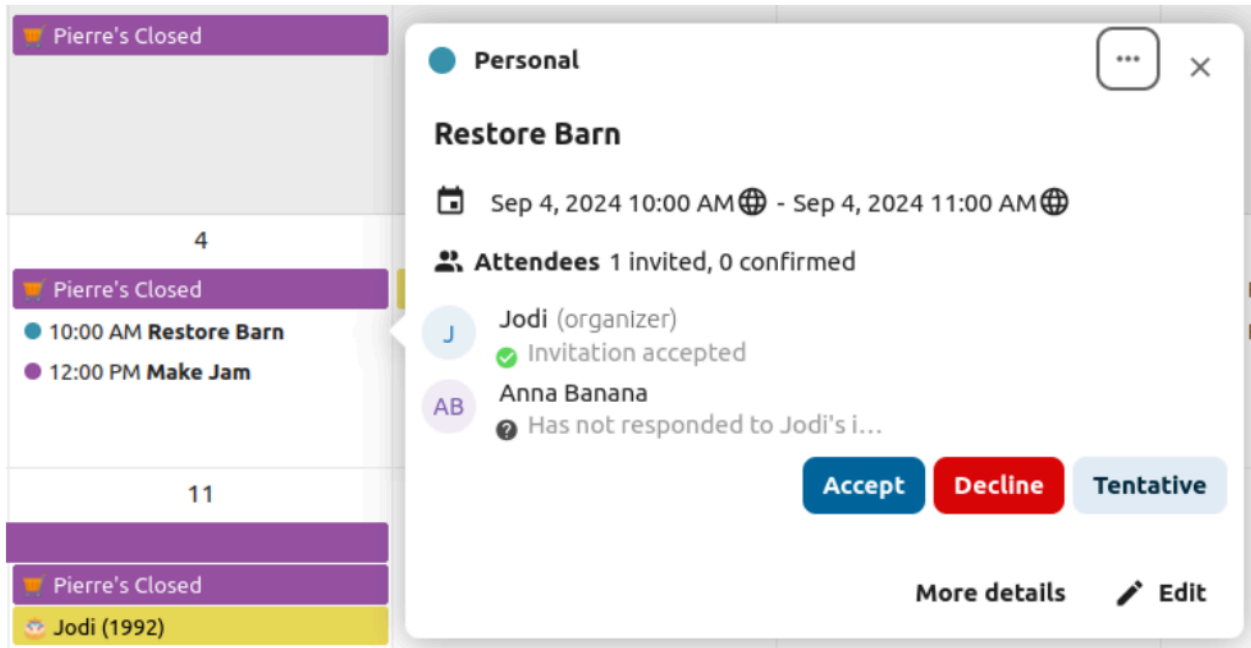 Pierre's Closed
4
Pierre's Closed
10:00 AM Restore Barn
12:00 PM Make Jam
11
Pierre's Closed
Jodi (1992)
Personal
Restore Barn
Sep 4, 2024 10:00 AM - Sep 4, 2024 11:00 AM
Attendees 1 invited, 0 confirmed
J
Jodi (organizer)
Invitation accepted
AB
Anna Banana
Has not responded to Jodi's i...
Accept Decline Tentative
More details Edit